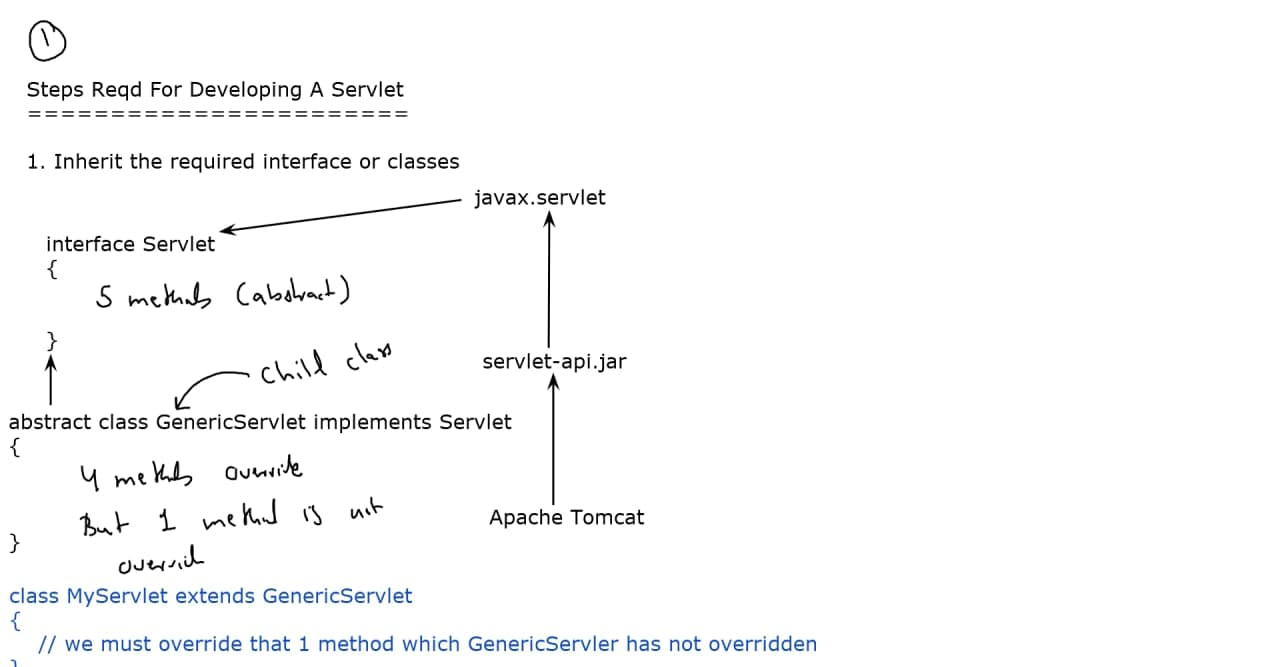 1
Steps Reqd For Developing A Servlet
=======================
1. Inherit the required interface or classes
javax.servlet
interface Servlet
{
5 methods (abstract)
}
child class
servlet-api.jar
abstract class GenericServlet implements Servlet
{
4 methods override
But 1 method is not
overrid
}
Apache Tomcat
class MyServlet extends GenericServlet
{
// we must override that 1 method which GenericServler has not overridden
}